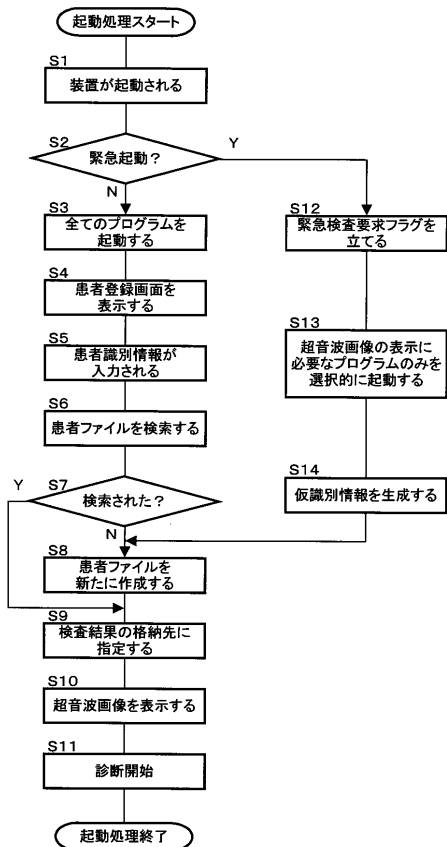 起動処理スタート
S1
装置が起動される
S2
緊急起動？
Y
N
S3
全てのプログラムを
起動する
S4
患者登録画面を
表示する
S5
患者識別情報が
入力される
S6
患者ファイルを検索する
S7
Y
検索された？
N
S8
患者ファイルを
新たに作成する
S9
検査結果の格納先に
指定する
S10
超音波画像を表示する
S11
診断開始
起動処理終了
S12
緊急検査要求フラグを
立てる
S13
超音波画像の表示に
必要なプログラムのみを
選択的に起動する
S14
仮識別情報を生成する